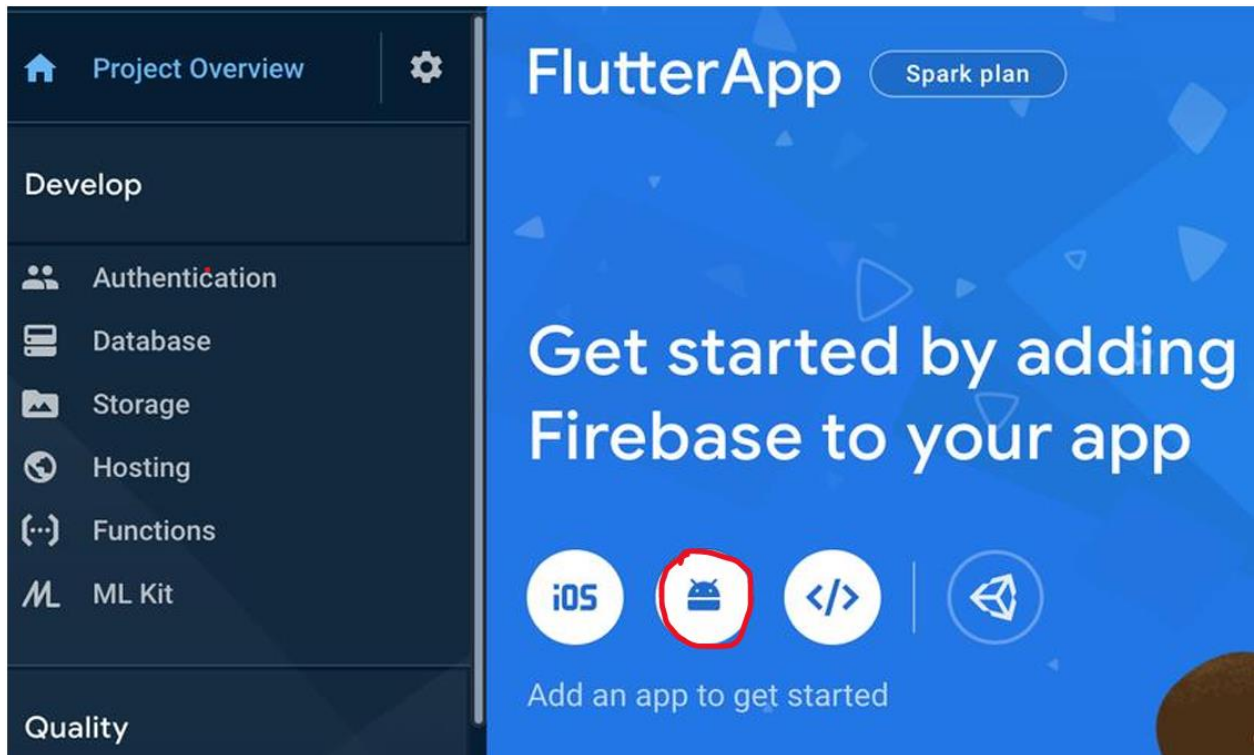 Project Overview
Develop
Authentication
Database
Storage
Hosting
Functions
ML Kit
Quality
FlutterApp Spark plan
Get started by adding
Firebase to your app
iOS </>
Add an app to get started